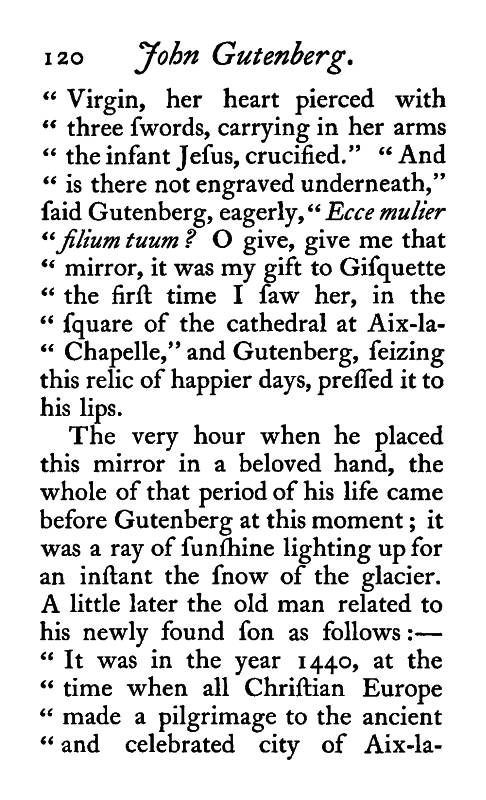 120 John Gutenberg.
“ Virgin, her heart pierced with
“ three ſwords, carrying in her arms
“ the infant Jeſus, crucified.” “ And
“ is there not engraved underneath,”
ſaid Gutenberg, eagerly, “ Ecce mulier
“ filium tuum? O give, give me that
“ mirror, it was my gift to Giſquette
“ the firſt time I ſaw her, in the
“ ſquare of the cathedral at Aix-la-
“ Chapelle,” and Gutenberg, ſeizing
this relic of happier days, preſſed it to
his lips.
The very hour when he placed
this mirror in a beloved hand, the
whole of that period of his life came
before Gutenberg at this moment; it
was a ray of ſunſhine lighting up for
an inſtant the ſnow of the glacier.
A little later the old man related to
his newly found ſon as follows:—
“ It was in the year 1440, at the
“ time when all Chriſtian Europe
“ made a pilgrimage to the ancient
“ and celebrated city of Aix-la-